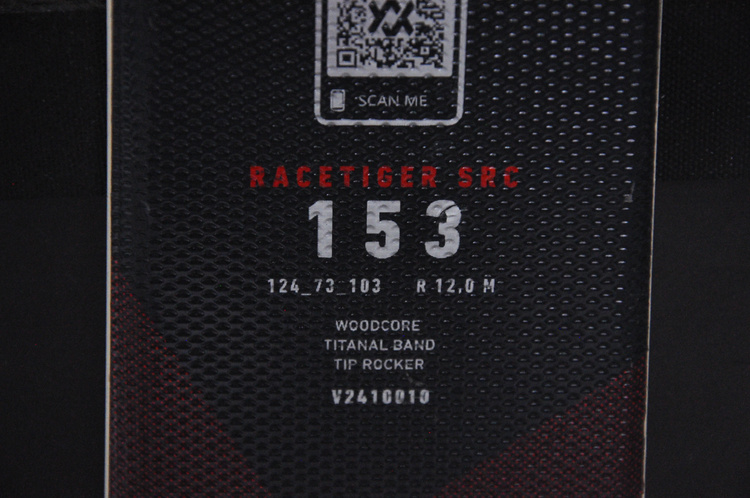 SCAN ME
RACETIGER SRC
153
124_73_103 R 12,0 M
WOODCORE
TITANAL BAND
TIP ROCKER
V2410010